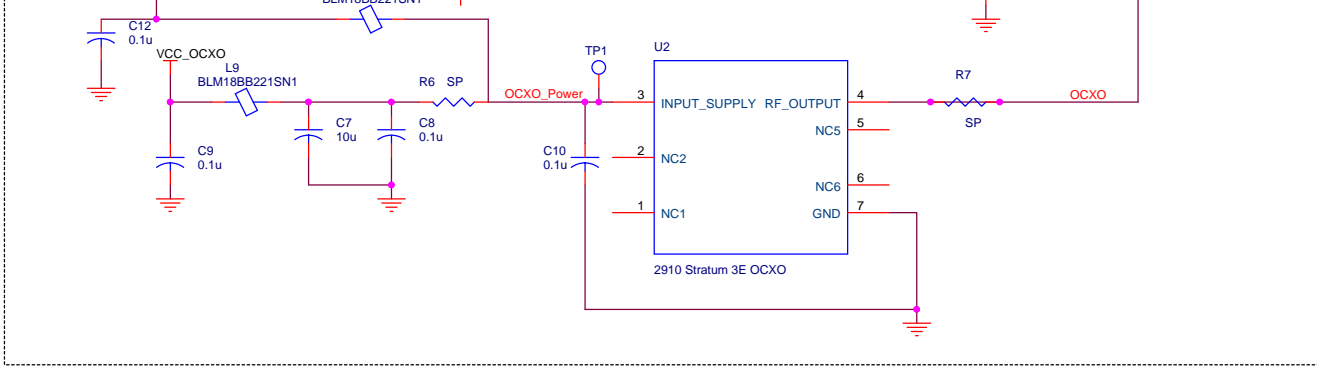 BLM18BB221SN1
C12
0.1u
VCC_OCXO
L9
BLM18BB221SN1
R6 SP
OCXO_Power
TP1
U2
3
INPUT_SUPPLY
RF_OUTPUT
4
R7
SP
OCXO
C7
10u
C8
0.1u
C9
0.1u
C10
0.1u
2
NC2
NC5
5
NC6
6
1
NC1
GND
7
2910 Stratum 3E OCXO